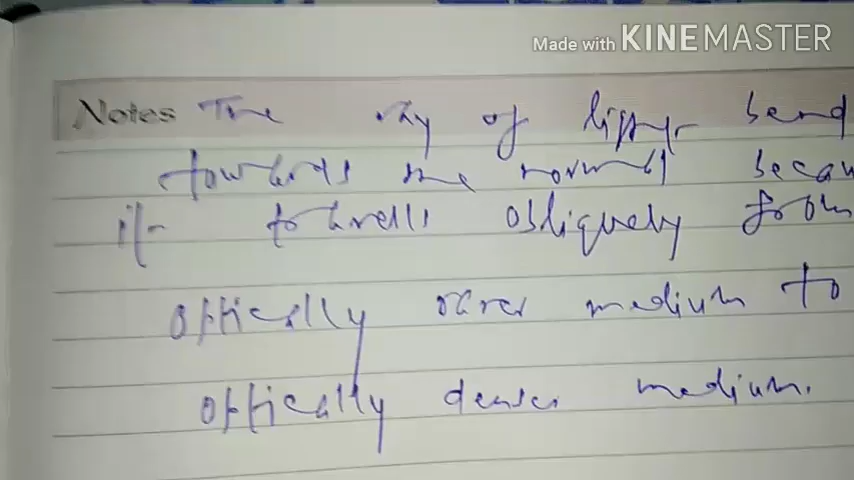 Made with KINEMASTER
Notes The ray of light bend
towards the normal becau
it travells obliquely from
optically rarer medium to
optically denser medium.